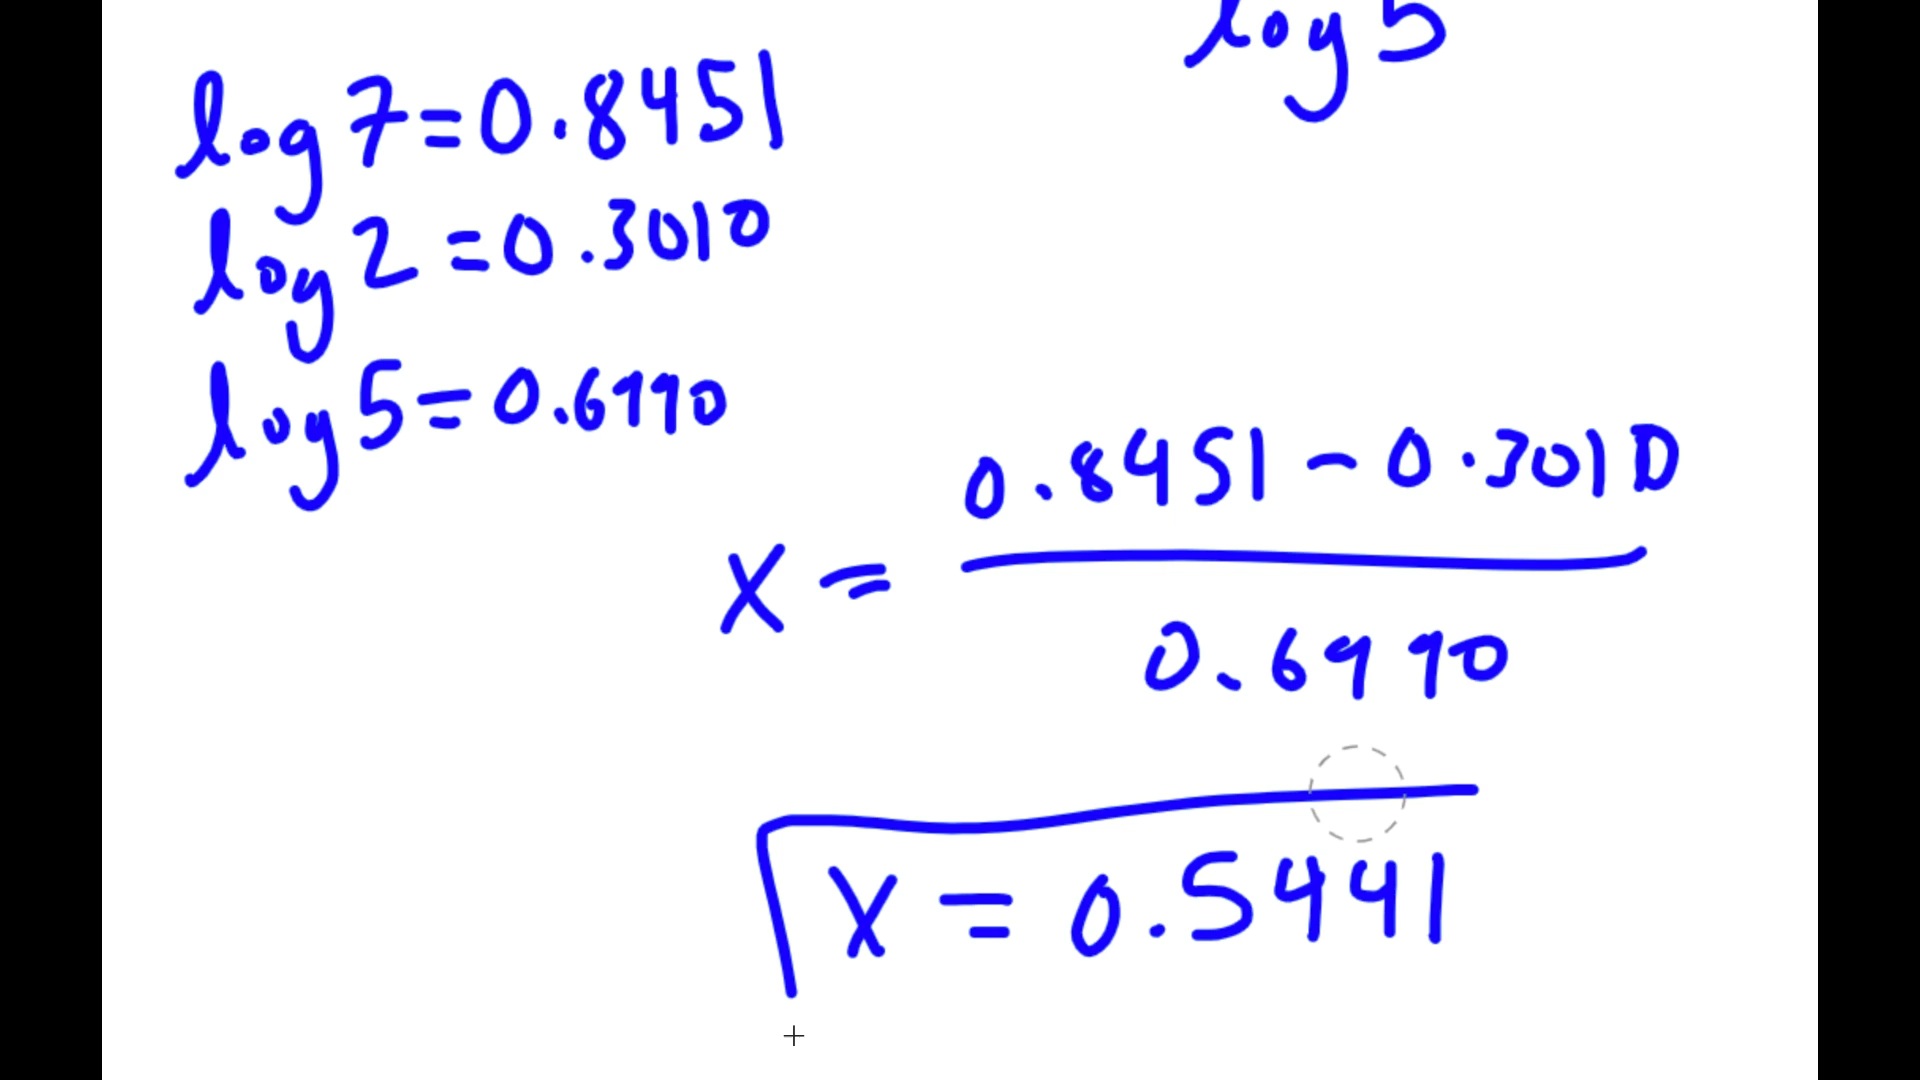 log 5
log 7 = 0.8451
log 2 = 0.3010
log 5 = 0.6990
0.8451 - 0.3010
x =
0.6990
x = 0.5441